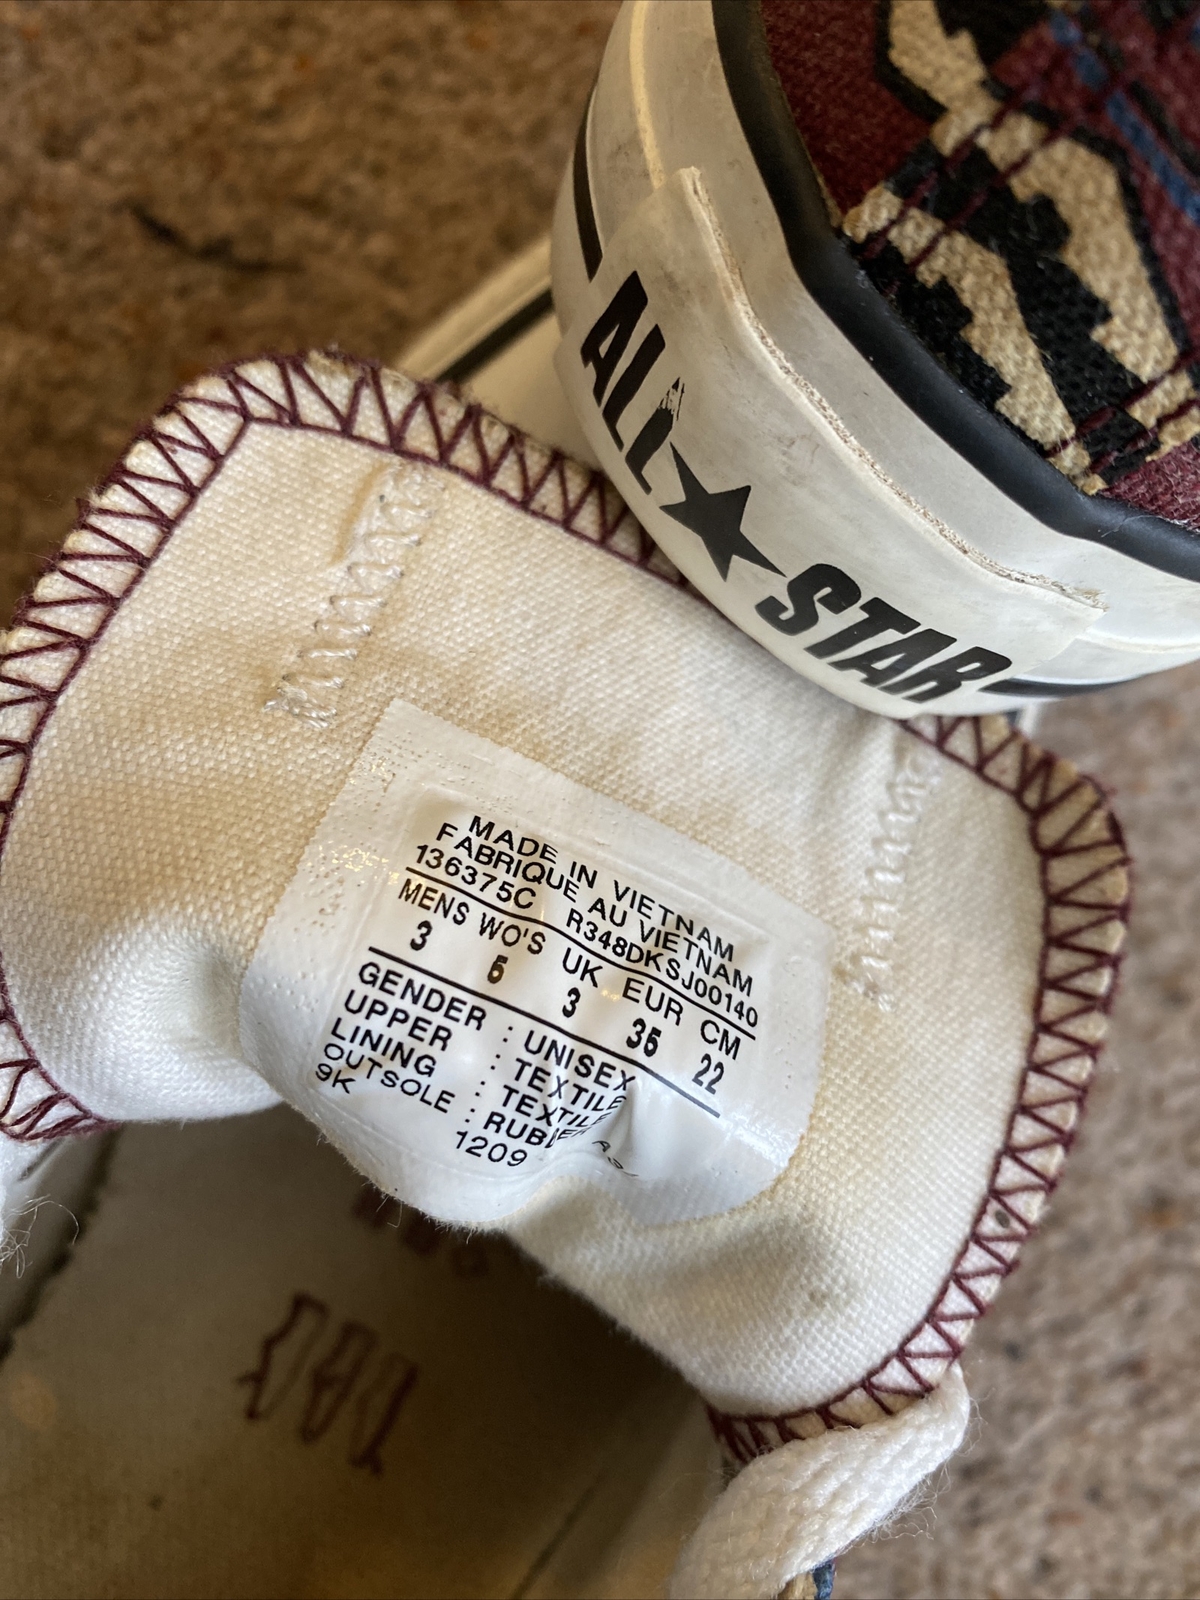 ALL★STAR
MADE IN VIETNAM
FABRIQUE AU VIETNAM
136375C R348DKSJ00140
MENS WO'S UK EUR CM
3 5 3 35 22
GENDER : UNISEX
UPPER : TEXTILE
LINING : TEXTILE
OUTSOLE : RUBBER
9K 1209